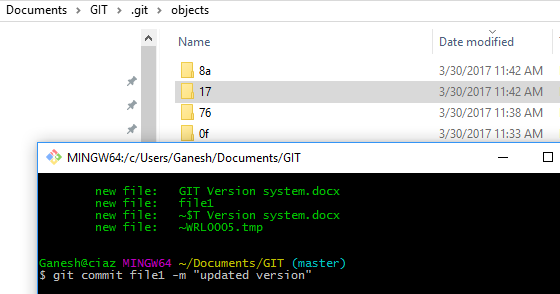 Documents > GIT > .git > objects
Name
Date modified
8a 3/30/2017 11:42 AM
17 3/30/2017 11:42 AM
76 3/30/2017 11:38 AM
0f 3/30/2017 11:33 AM
MINGW64:/c/Users/Ganesh/Documents/GIT
new file: GIT Version system.docx
new file: file1
new file: ~$T Version system.docx
new file: ~WRL0005.tmp
Ganesh@ciaz MINGW64 ~/Documents/GIT (master)
$ git commit file1 -m "updated version"